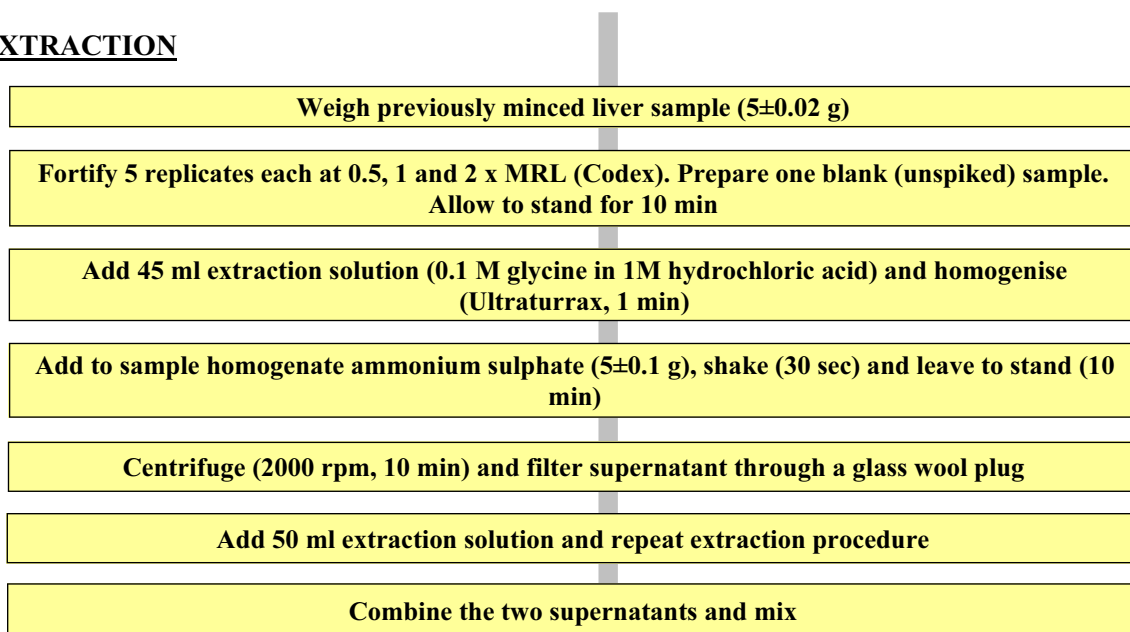 XTRACTION
Weigh previously minced liver sample (5±0.02 g)
Fortify 5 replicates each at 0.5, 1 and 2 x MRL (Codex). Prepare one blank (unspiked) sample.
Allow to stand for 10 min
Add 45 ml extraction solution (0.1 M glycine in 1M hydrochloric acid) and homogenise
(Ultraturrax, 1 min)
Add to sample homogenate ammonium sulphate (5±0.1 g), shake (30 sec) and leave to stand (10
min)
Centrifuge (2000 rpm, 10 min) and filter supernatant through a glass wool plug
Add 50 ml extraction solution and repeat extraction procedure
Combine the two supernatants and mix